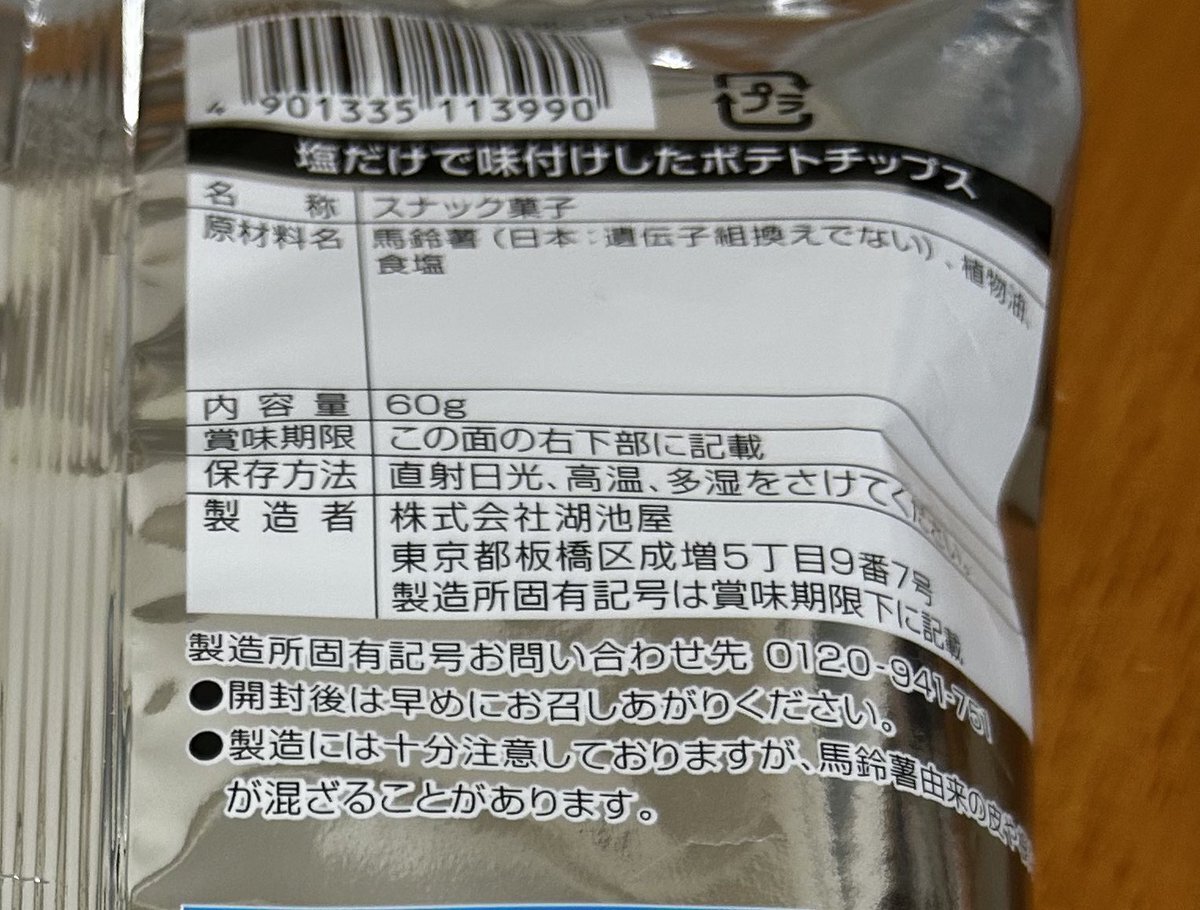 4 901335 113990
プラ
塩だけで味付けしたポテトチップス
名称 スナック菓子
原材料名 馬鈴薯(日本:遺伝子組換えでない)、植物油、
食塩
内容量 60g
賞味期限 この面の右下部に記載
保存方法 直射日光、高温、多湿をさけてください。
製造者 株式会社湖池屋
東京都板橋区成増5丁目9番7号
製造所固有記号は賞味期限下に記載
製造所固有記号お問い合わせ先 0120-941-751
●開封後は早めにお召しあがりください。
●製造には十分注意しておりますが、馬鈴薯由来の皮や
が混ざることがあります。